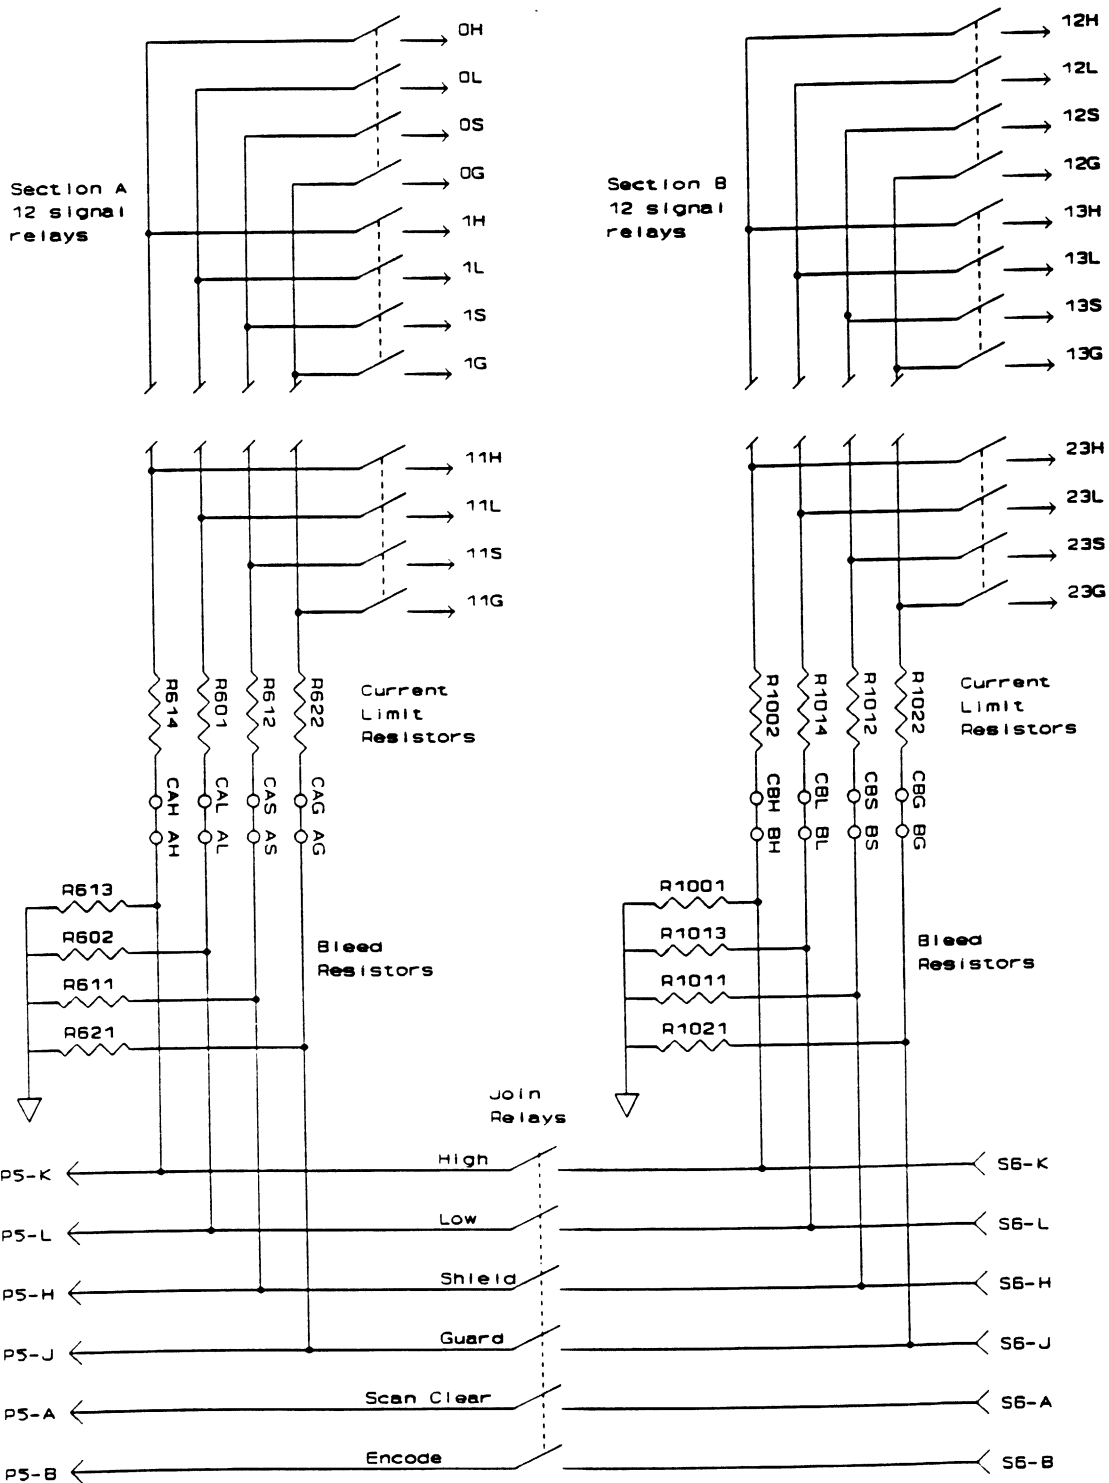 0H
0L
0S
0G
Section A
12 signal
relays
1H
1L
1S
1G
11H
11L
11S
11G
R614
R601
R612
R622
Current
Limit
Resistors
CAH
CAL
CAS
CAG
AH
AL
AS
AG
R613
R602
R611
R621
Bleed
Resistors
12H
12L
12S
12G
Section B
12 signal
relays
13H
13L
13S
13G
23H
23L
23S
23G
R1002
R1014
R1012
R1022
Current
Limit
Resistors
CBH
CBL
CBS
CBG
BH
BL
BS
BG
R1001
R1013
R1011
R1021
Bleed
Resistors
Join
Relays
P5-K
High
S6-K
P5-L
Low
S6-L
P5-H
Shield
S6-H
P5-J
Guard
S6-J
P5-A
Scan Clear
S6-A
P5-B
Encode
S6-B